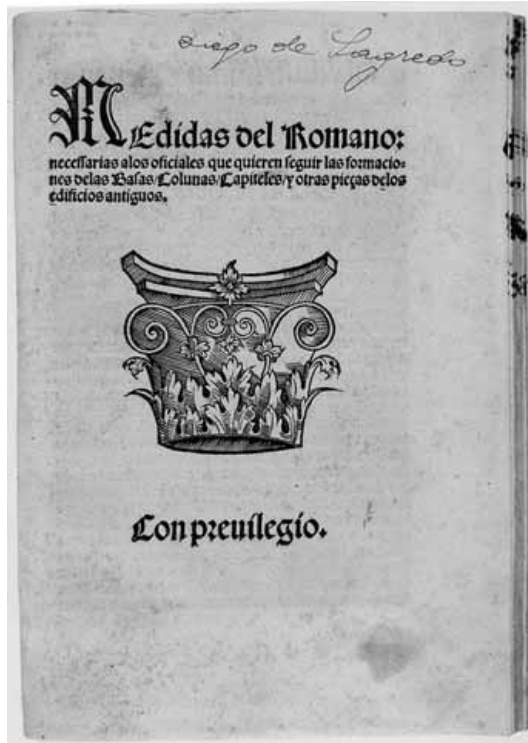 Diego de Sagredo
MEdidas del Romano:
necessarias alos oficiales que quieren seguir las formacio-
nes delas Basas/Colunas/Capiteles/y otras pieças delos
edificios antiguos.
Con preuilegio.